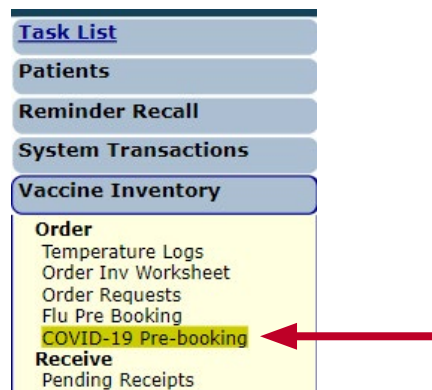 Task List
Patients
Reminder Recall
System Transactions
Vaccine Inventory
Order
Temperature Logs
Order Inv Worksheet
Order Requests
Flu Pre Booking
COVID-19 Pre-booking
Receive
Pending Receipts